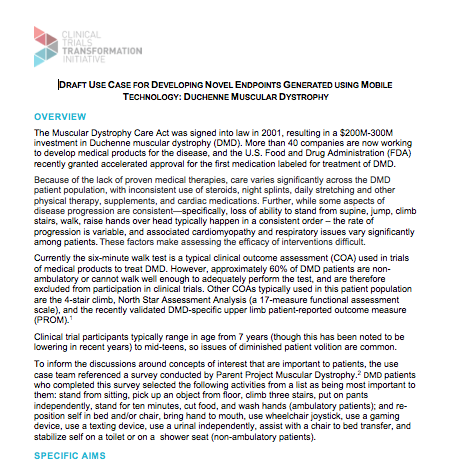 CLINICAL
TRIALS
TRANSFORMATION
INITIATIVE
DRAFT USE CASE FOR DEVELOPING NOVEL ENDPOINTS GENERATED USING MOBILE
TECHNOLOGY: DUCHENNE MUSCULAR DYSTROPHY
OVERVIEW
The Muscular Dystrophy Care Act was signed into law in 2001, resulting in a $200M-300M
investment in Duchenne muscular dystrophy (DMD). More than 40 companies are now working
to develop medical products for the disease, and the U.S. Food and Drug Administration (FDA)
recently granted accelerated approval for the first medication labeled for treatment of DMD.
Because of the lack of proven medical therapies, care varies significantly across the DMD
patient population, with inconsistent use of steroids, night splints, daily stretching and other
physical therapy, supplements, and cardiac medications. Further, while some aspects of
disease progression are consistent—specifically, loss of ability to stand from supine, jump, climb
stairs, walk, raise hands over head typically happen in a consistent order – the rate of
progression is variable, and associated cardiomyopathy and respiratory issues vary significantly
among patients. These factors make assessing the efficacy of interventions difficult.
Currently the six-minute walk test is a typical clinical outcome assessment (COA) used in trials
of medical products to treat DMD. However, approximately 60% of DMD patients are non-
ambulatory or cannot walk well enough to adequately perform the test, and are therefore
excluded from participation in clinical trials. Other COAs typically used in this patient population
are the 4-stair climb, North Star Assessment Analysis (a 17-measure functional assessment
scale), and the recently validated DMD-specific upper limb patient-reported outcome measure
(PROM).1
Clinical trial participants typically range in age from 7 years (though this has been noted to be
lowering in recent years) to mid-teens, so issues of diminished patient volition are common.
To inform the discussions around concepts of interest that are important to patients, the use
case team referenced a survey conducted by Parent Project Muscular Dystrophy.2 DMD patients
who completed this survey selected the following activities from a list as being most important to
them: stand from sitting, pick up an object from floor, climb three stairs, put on pants
independently, stand for ten minutes, cut food, and wash hands (ambulatory patients); and re-
position self in bed and/or chair, bring hand to mouth, use wheelchair joystick, use a gaming
device, use a texting device, use a urinal independently, assist with a chair to bed transfer, and
stabilize self on a toilet or on a  shower seat (non-ambulatory patients).
SPECIFIC AIMS